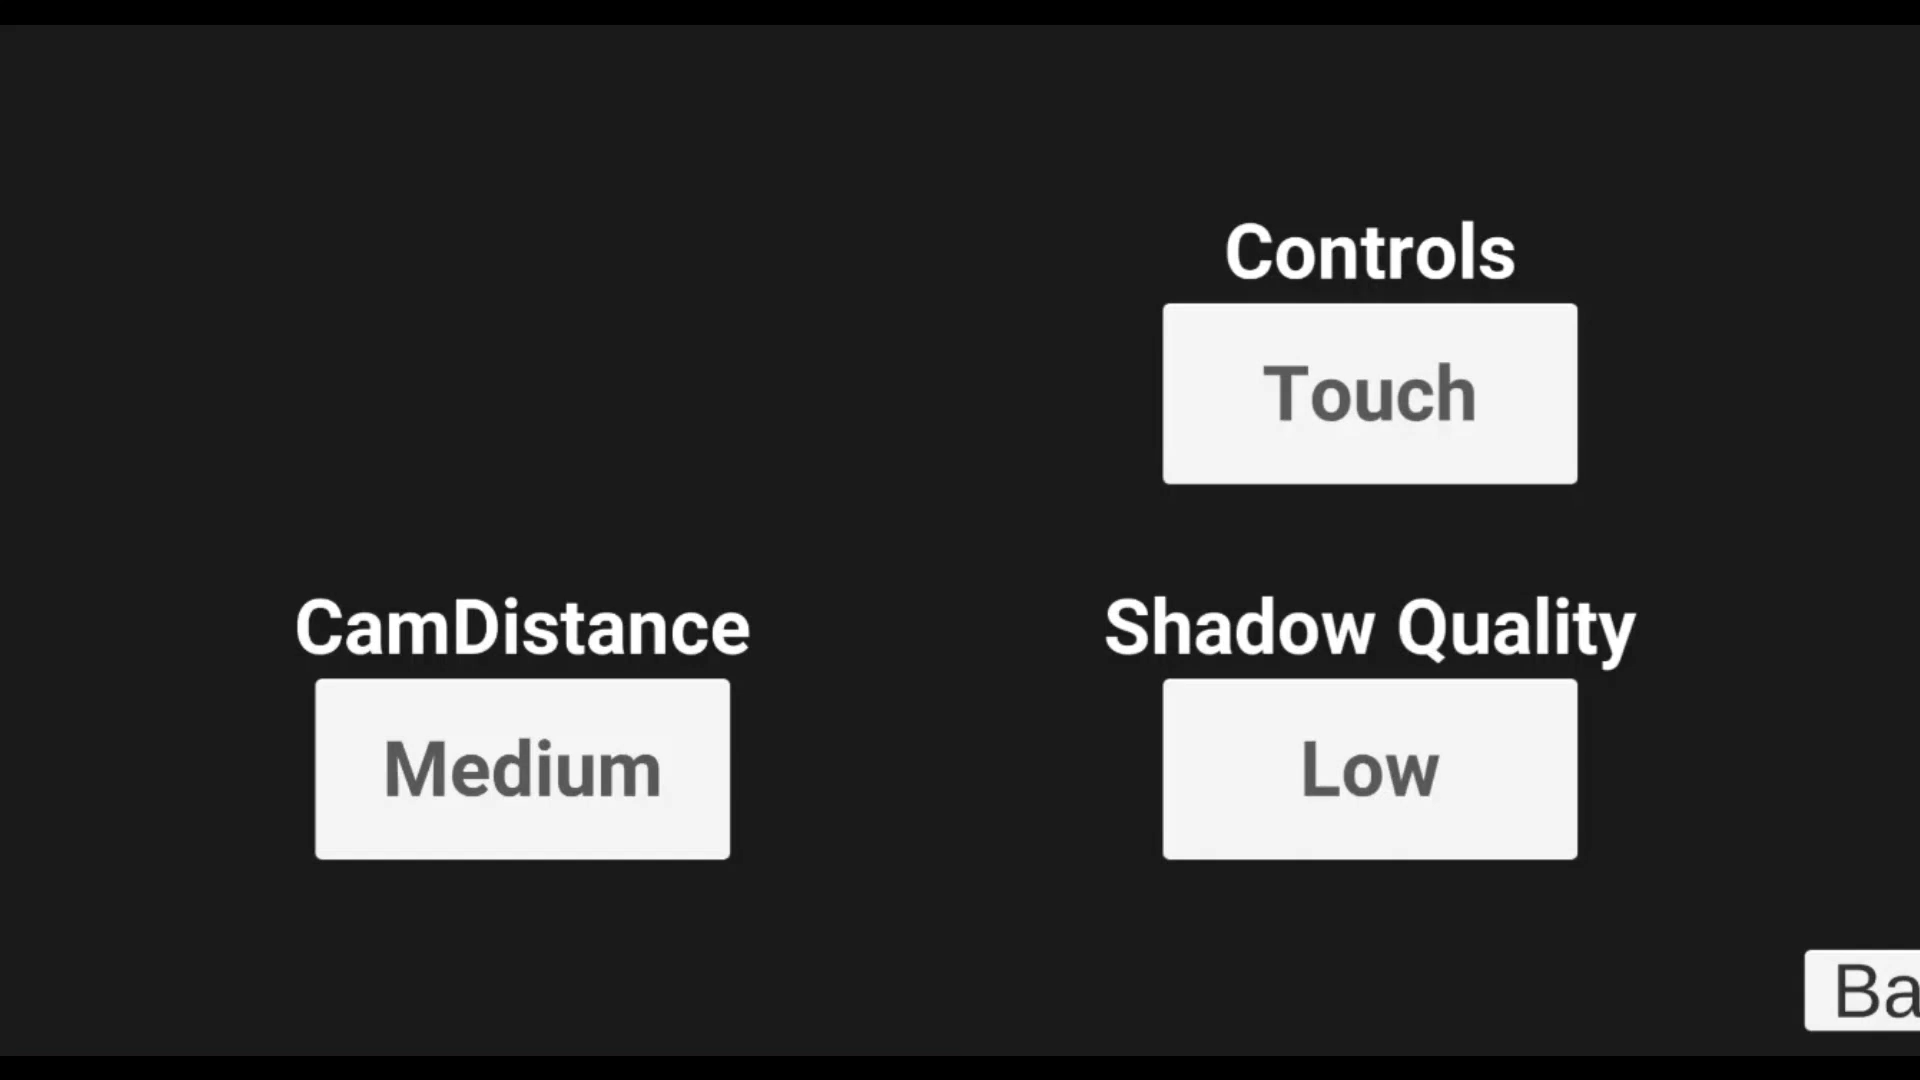 Controls
Touch
CamDistance
Medium
Shadow Quality
Low
Ba